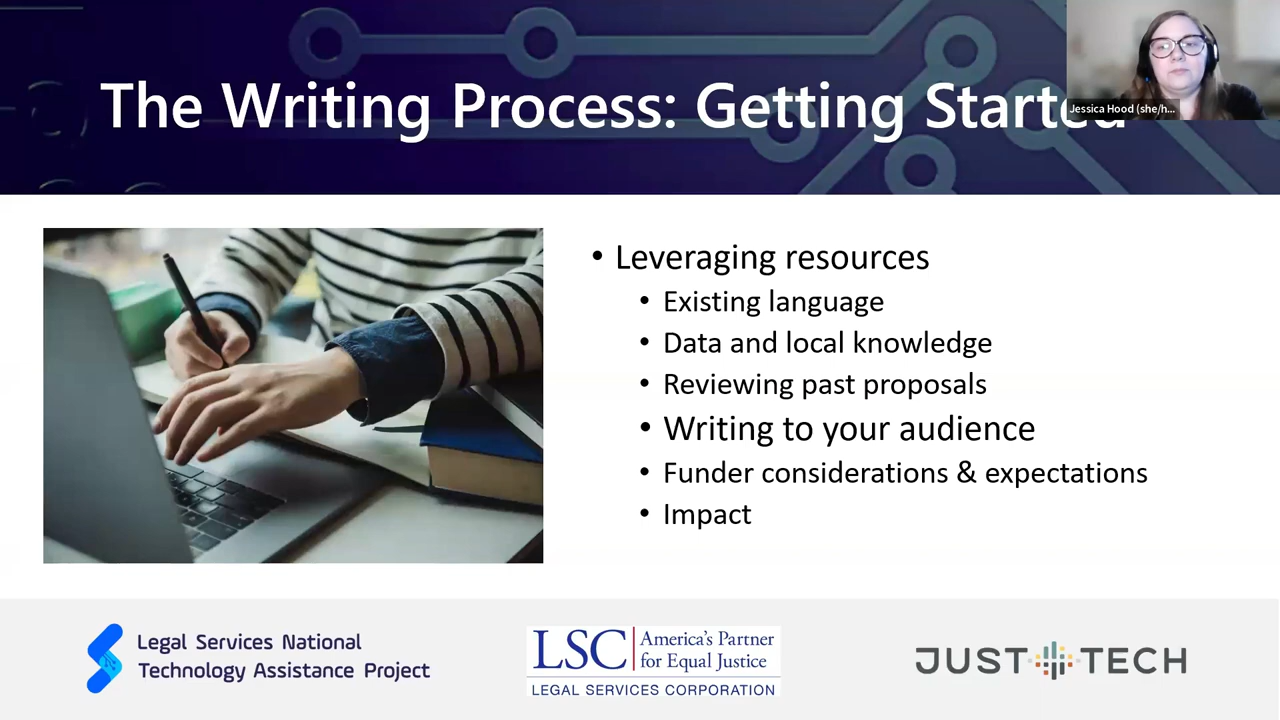 The Writing Process: Getting Started
Jessica Hood (she/h...
• Leveraging resources
• Existing language
• Data and local knowledge
• Reviewing past proposals
• Writing to your audience
• Funder considerations & expectations
• Impact
Legal Services National
Technology Assistance Project
LSC
America's Partner
for Equal Justice
LEGAL SERVICES CORPORATION
JUST TECH